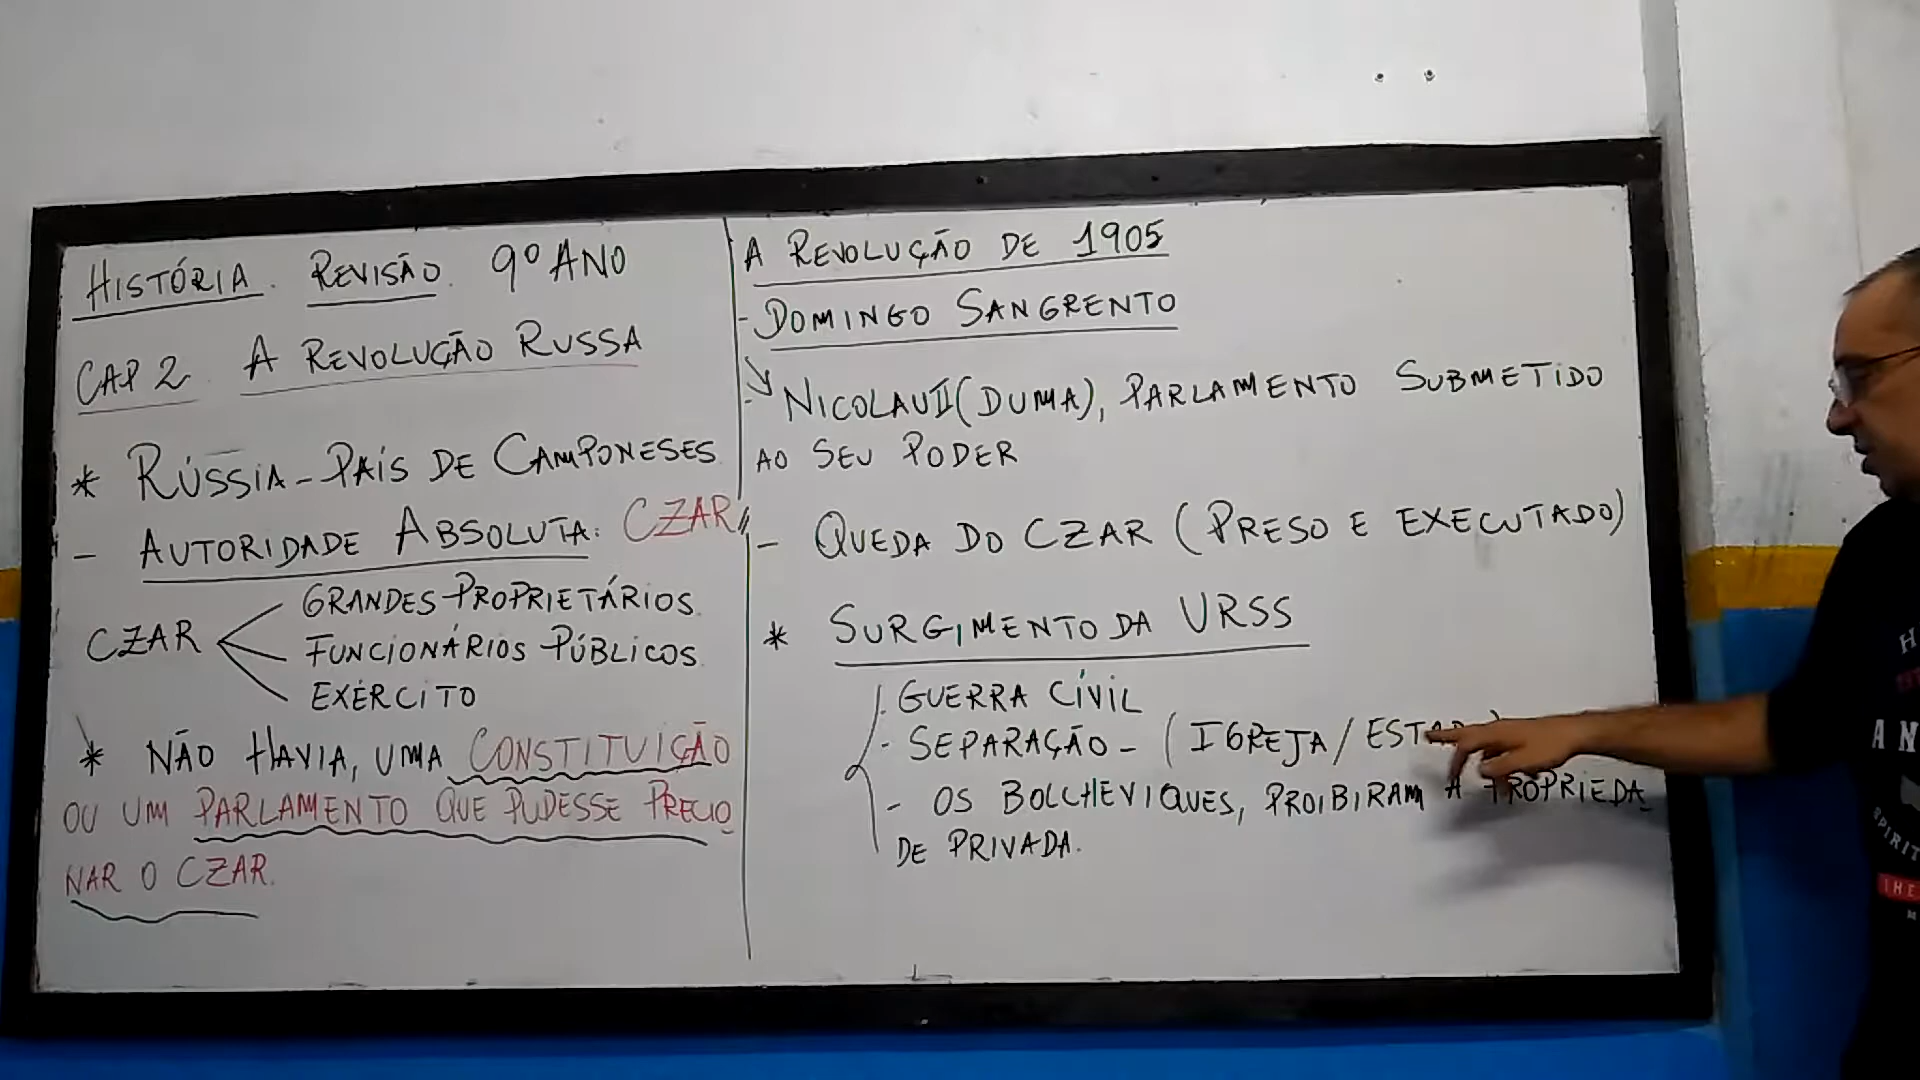 HISTÓRIA. REVISÃO. 9º ANO
CAP 2. A REVOLUÇÃO RUSSA
* RÚSSIA - PAÍS DE CAMPONESES
- AUTORIDADE ABSOLUTA: CZAR
CZAR
GRANDES PROPRIETÁRIOS.
FUNCIONÁRIOS PÚBLICOS.
EXÉRCITO
* NÃO HAVIA, UMA CONSTITUIÇÃO
OU UM PARLAMENTO QUE PUDESSE PRECIO
NAR O CZAR.
A REVOLUÇÃO DE 1905
- DOMINGO SANGRENTO
NICOLAU II (DUMA), PARLAMENTO SUBMETIDO
AO SEU PODER
- QUEDA DO CZAR (PRESO E EXECUTADO)
* SURGIMENTO DA URSS
. GUERRA CÍVIL
- SEPARAÇÃO - (IGREJA/
- OS BOLCHEVIQUES, PROIBIRAM A PROPRIEDA
DE PRIVADA.
THE